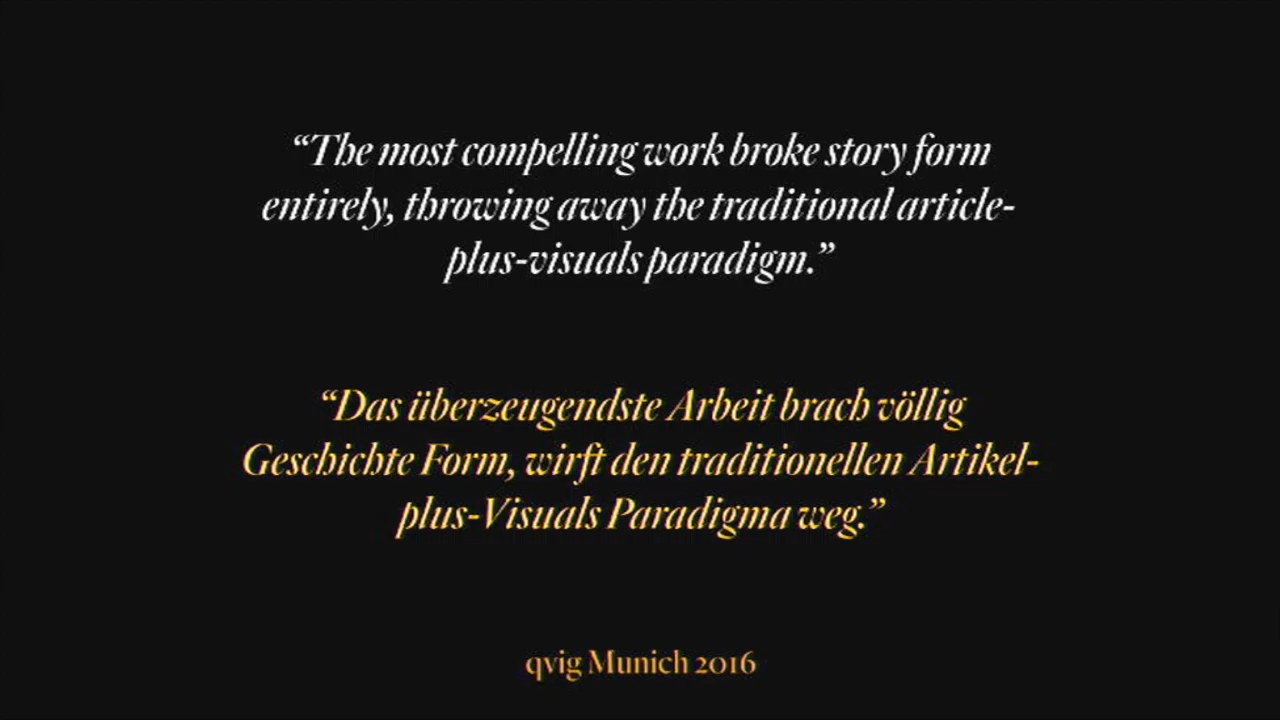 “The most compelling work broke story form
entirely, throwing away the traditional article-
plus-visuals paradigm.”
“Das überzeugendste Arbeit brach völlig
Geschichte Form, wirft den traditionellen Artikel-
plus-Visuals Paradigma weg.”
qvig Munich 2016